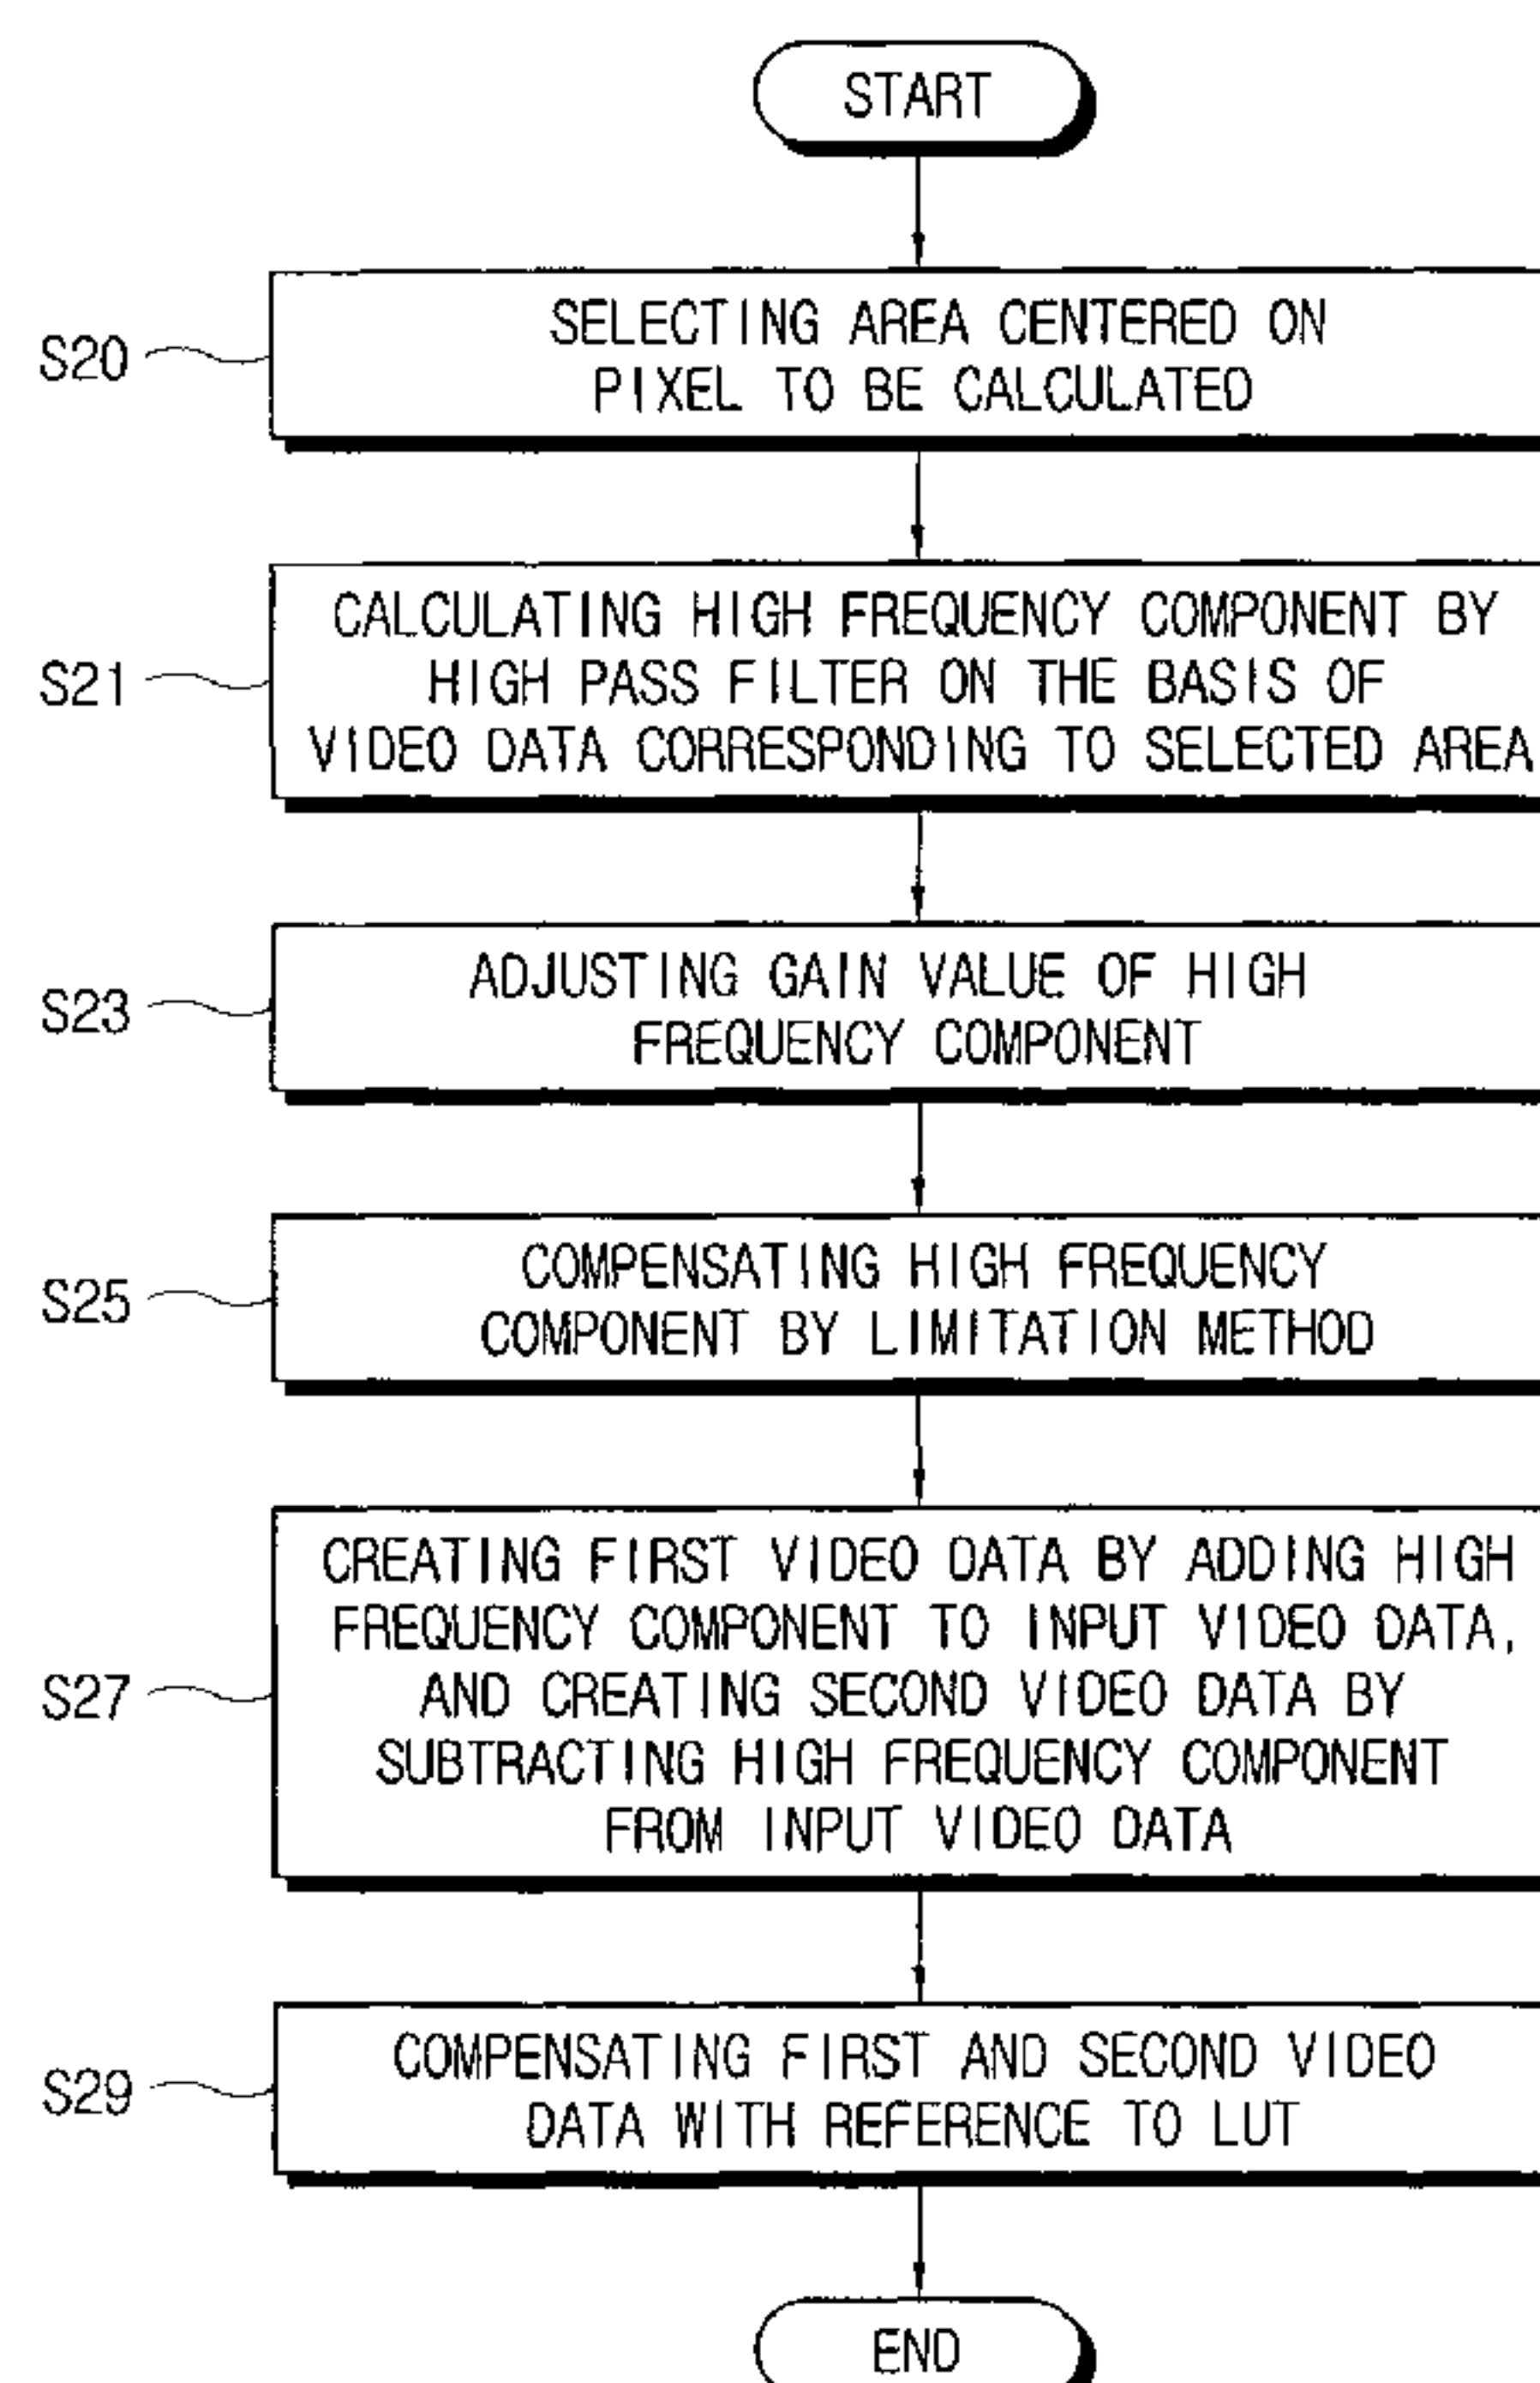 START
S20
SELECTING AREA CENTERED ON
PIXEL TO BE CALCULATED
S21
CALCULATING HIGH FREQUENCY COMPONENT BY
HIGH PASS FILTER ON THE BASIS OF
VIDEO DATA CORRESPONDING TO SELECTED AREA
S23
ADJUSTING GAIN VALUE OF HIGH
FREQUENCY COMPONENT
S25
COMPENSATING HIGH FREQUENCY
COMPONENT BY LIMITATION METHOD
S27
CREATING FIRST VIDEO DATA BY ADDING HIGH
FREQUENCY COMPONENT TO INPUT VIDEO DATA,
AND CREATING SECOND VIDEO DATA BY
SUBTRACTING HIGH FREQUENCY COMPONENT
FROM INPUT VIDEO DATA
S29
COMPENSATING FIRST AND SECOND VIDEO
DATA WITH REFERENCE TO LUT
END